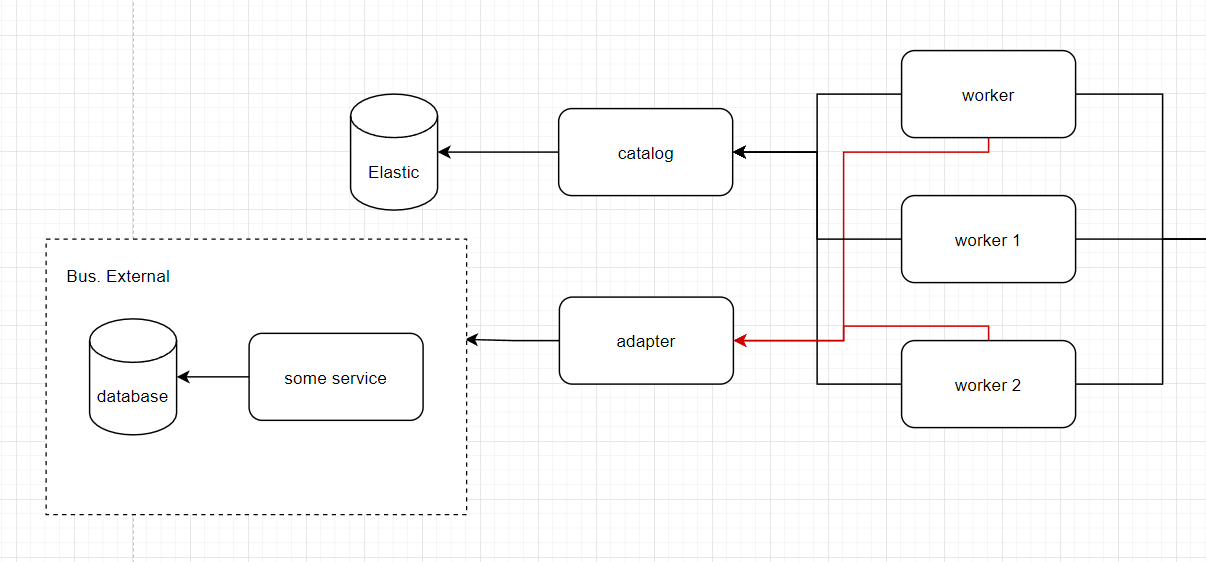 worker
Elastic
catalog
worker 1
Bus. External
database
some service
adapter
worker 2